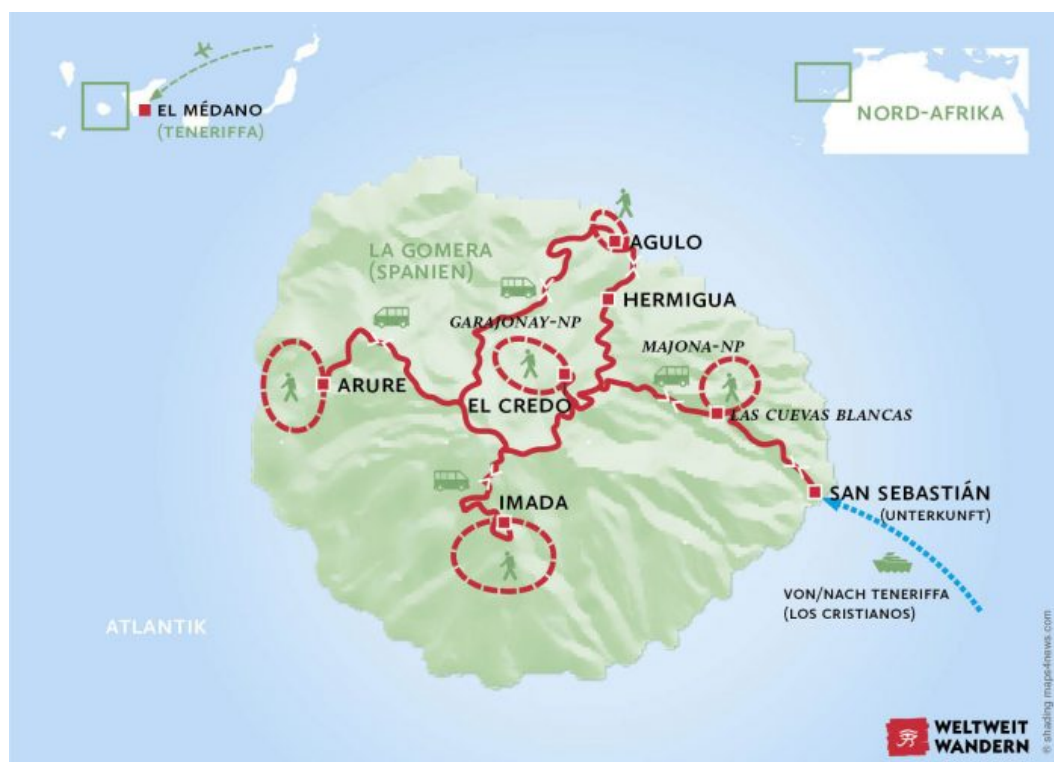 EL MÉDANO
(TENERIFFA)
NORD-AFRIKA
LA GOMERA
(SPANIEN)
AGULO
HERMIGUA
GARAJONAY-NP
MAJONA-NP
ARURE
EL CREDO
LAS CUEVAS BLANCAS
IMADA
SAN SEBASTIÁN
(UNTERKUNFT)
VON/NACH TENERIFFA
(LOS CRISTIANOS)
ATLANTIK
WELTWEIT
WANDERN
© shading maps4news.com